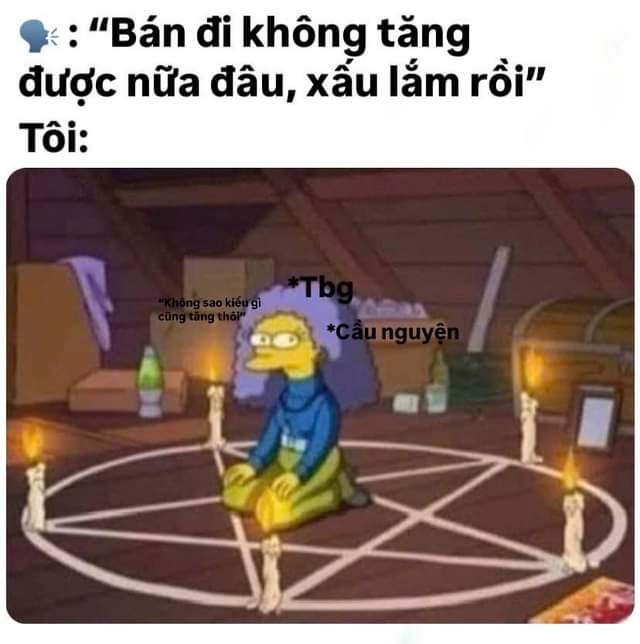 : “Bán đi không tăng
được nữa đâu, xấu lắm rồi”
Tôi:
*Tbg
"Không sao kiểu gì
cũng tăng thôi"
*Cầu nguyện